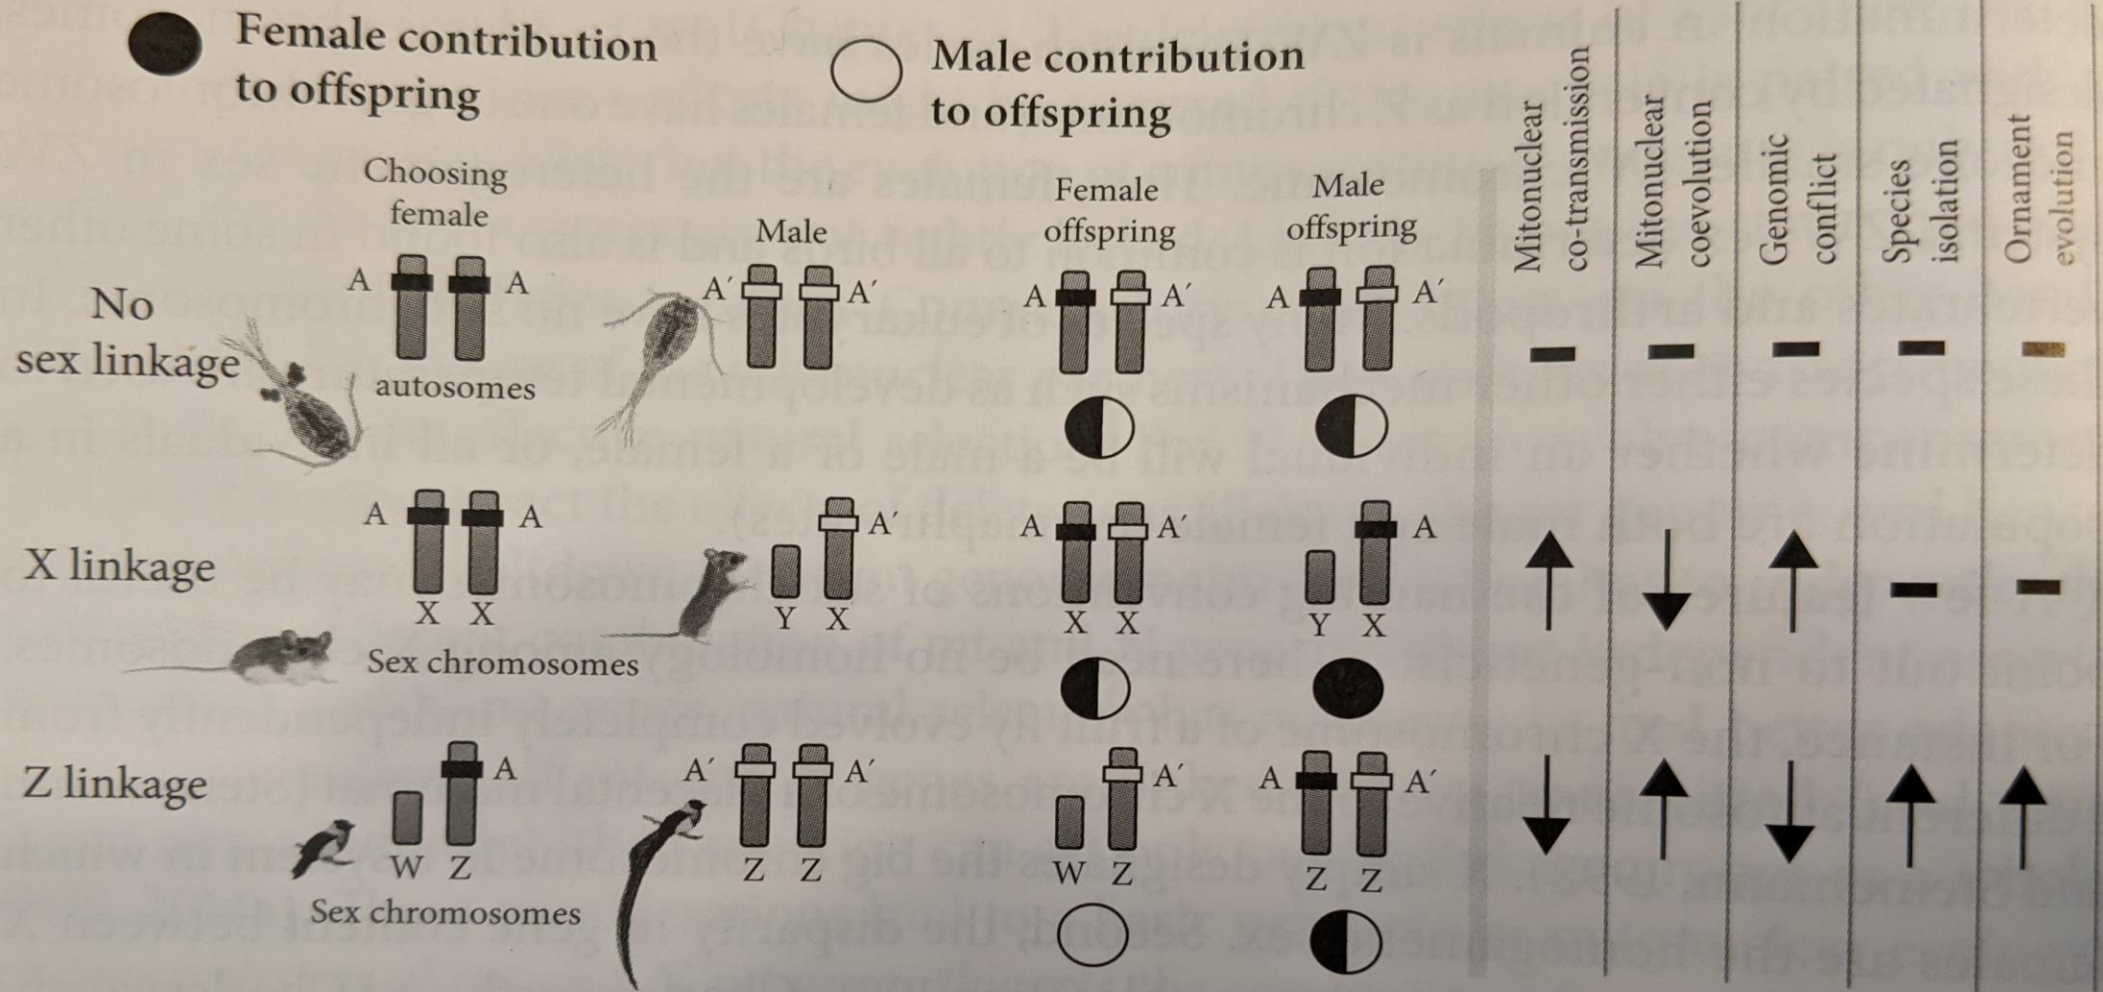 Female contribution
to offspring
Male contribution
to offspring
Mitonuclear
co-transmission
Mitonuclear
coevolution
Genomic
conflict
Species
isolation
Ornament
evolution
Choosing
female
Male
Female
offspring
Male
offspring
No
sex linkage
A A
A′ A′
A A′
A A′
autosomes
X linkage
A A
A′
A A′
A
X X
Y X
X X
Y X
Sex chromosomes
Z linkage
A
A′ A′
A′
A A′
W Z
Z Z
W Z
Z Z
Sex chromosomes